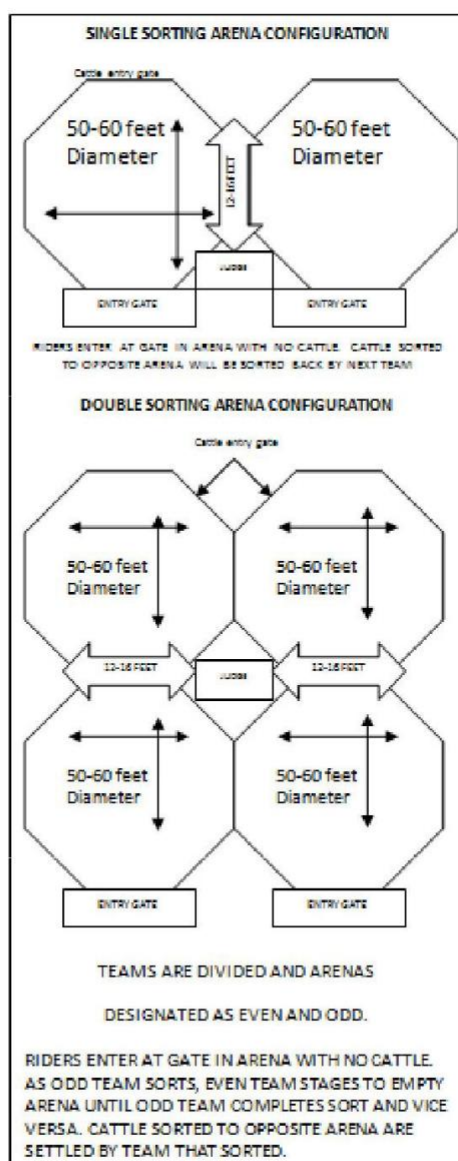 SINGLE SORTING ARENA CONFIGURATION
Cattle entry gate
50-60 feet
Diameter
50-60 feet
Diameter
12-16 FEET
JUDGE
ENTRY GATE
ENTRY GATE
RIDERS ENTER AT GATE IN ARENA WITH NO CATTLE. CATTLE SORTED
TO OPPOSITE ARENA WILL BE SORTED BACK BY NEXT TEAM
DOUBLE SORTING ARENA CONFIGURATION
Cattle entry gate
50-60 feet
Diameter
50-60 feet
Diameter
12-16 FEET
JUDGE
12-16 FEET
50-60 feet
Diameter
50-60 feet
Diameter
ENTRY GATE
ENTRY GATE
TEAMS ARE DIVIDED AND ARENAS
DESIGNATED AS EVEN AND ODD.
RIDERS ENTER AT GATE IN ARENA WITH NO CATTLE.
AS ODD TEAM SORTS, EVEN TEAM STAGES TO EMPTY
ARENA UNTIL ODD TEAM COMPLETES SORT AND VICE
VERSA. CATTLE SORTED TO OPPOSITE ARENA ARE
SETTLED BY TEAM THAT SORTED.